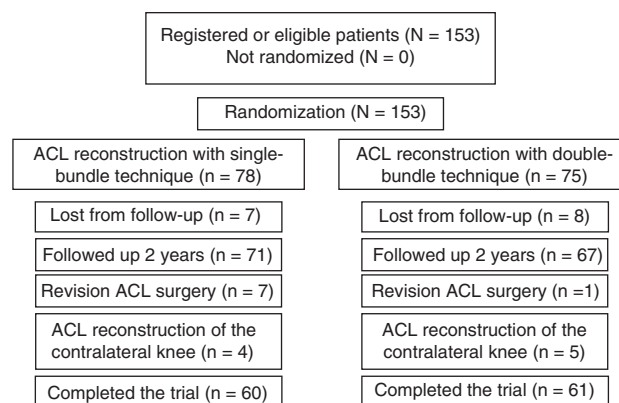 Registered or eligible patients (N = 153)
Not randomized (N = 0)
Randomization (N = 153)
ACL reconstruction with single-
bundle technique (n = 78)
Lost from follow-up (n = 7)
Followed up 2 years (n = 71)
Revision ACL surgery (n = 7)
ACL reconstruction of the
contralateral knee (n = 4)
Completed the trial (n = 60)
ACL reconstruction with double-
bundle technique (n = 75)
Lost from follow-up (n = 8)
Followed up 2 years (n = 67)
Revision ACL surgery (n =1)
ACL reconstruction of the
contralateral knee (n = 5)
Completed the trial (n = 61)